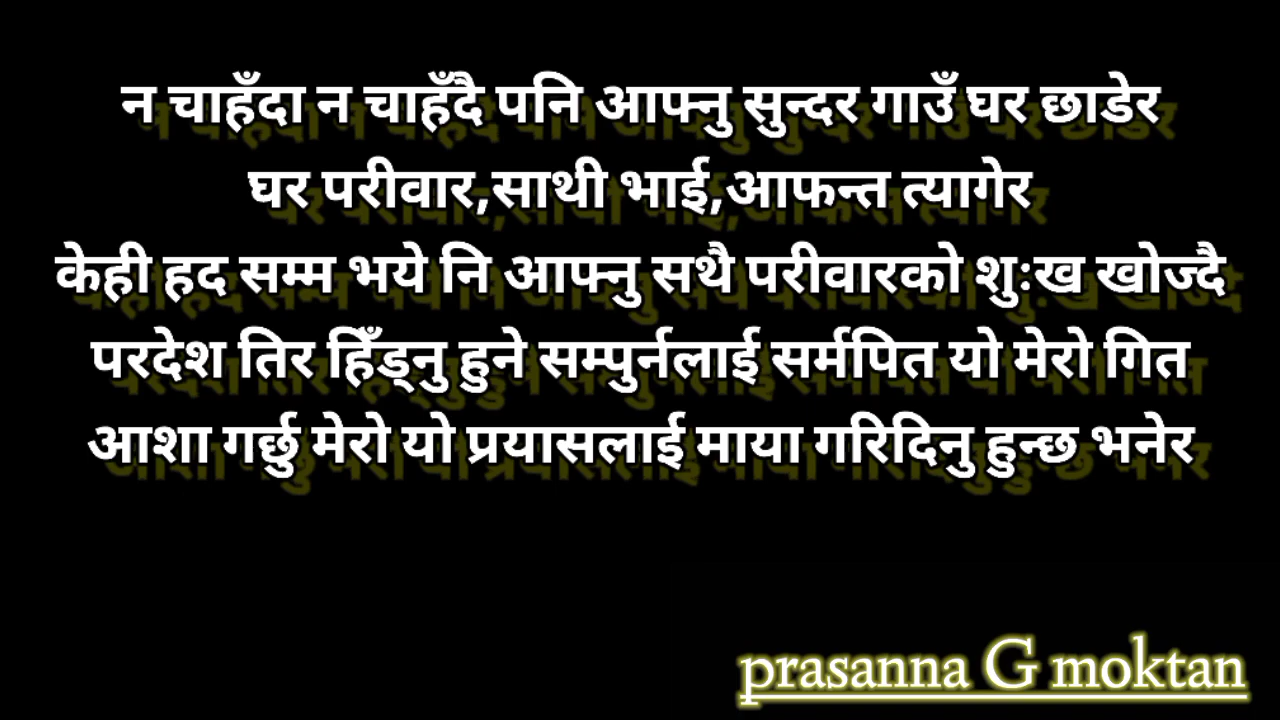 न चाहँदा न चाहँदै पनि आफ्नु सुन्दर गाउँ घर छाडेर
घर परीवार,साथी भाई,आफन्त त्यागेर
केही हद सम्म भये नि आफ्नु सथै परीवारको शुःख खोज्दै
परदेश तिर हिँड्नु हुने सम्पुर्नलाई सर्मपित यो मेरो गित
आशा गर्छु मेरो यो प्रयासलाई माया गरिदिनु हुन्छ भनेर
prasanna G moktan